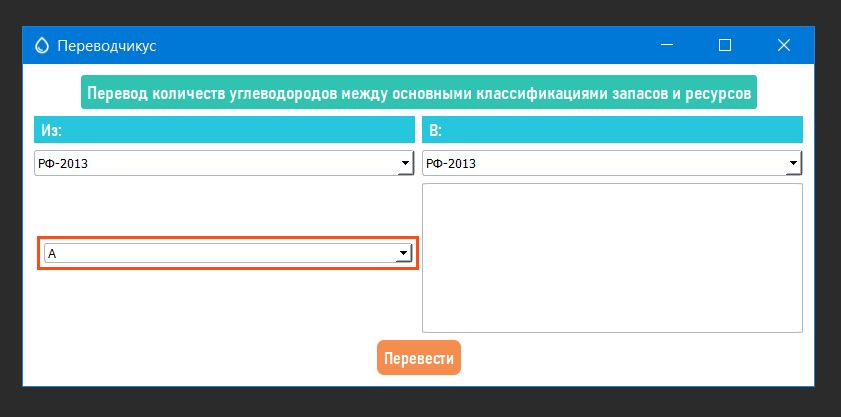 Переводчикус
Перевод количеств углеводородов между основными классификациями запасов и ресурсов
Из:
В:
РФ-2013
РФ-2013
А
Перевести